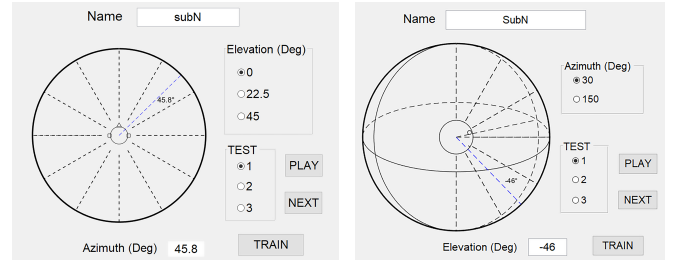 Name subN
Elevation (Deg)
0
45.8°
22.5
45
TEST
1 PLAY
2
3 NEXT
Azimuth (Deg) 45.8 TRAIN
Name SubN
Azimuth (Deg)
30
150
TEST
1 PLAY
2
-46°
3 NEXT
Elevation (Deg) -46 TRAIN